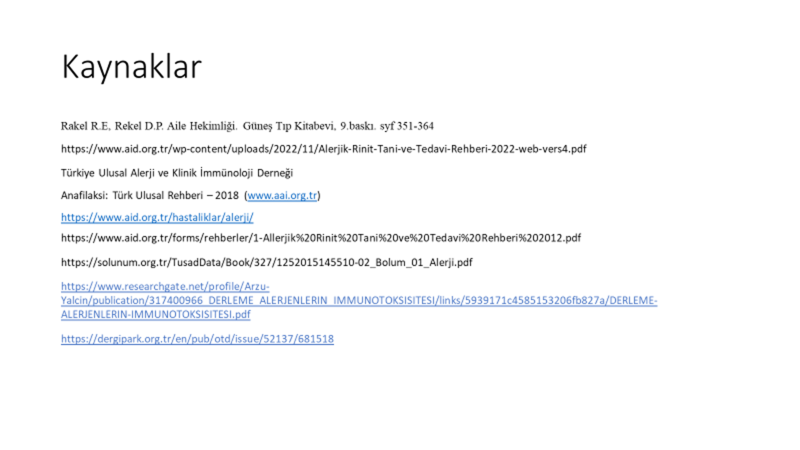 Kaynaklar
Rakel R.E, Rekel D.P. Aile Hekimliği. Güneş Tıp Kitabevi, 9.baskı. syf 351-364
https://www.aid.org.tr/wp-content/uploads/2022/11/Alerjik-Rinit-Tani-ve-Tedavi-Rehberi-2022-web-vers4.pdf
Türkiye Ulusal Alerji ve Klinik İmmünoloji Derneği
Anafilaksi: Türk Ulusal Rehberi – 2018 (www.aai.org.tr)
https://www.aid.org.tr/hastaliklar/alerji/
https://www.aid.org.tr/forms/rehberler/1-Allerjik%20Rinit%20Tani%20ve%20Tedavi%20Rehberi%202012.pdf
https://solunum.org.tr/TusadData/Book/327/1252015145510-02_Bolum_01_Alerji.pdf
https://www.researchgate.net/profile/Arzu-
Yalcin/publication/317400966_DERLEME_ALERJENLERIN_IMMUNOTOKSISITESI/links/5939171c4585153206fb827a/DERLEME-
ALERJENLERIN-IMMUNOTOKSISITESI.pdf
https://dergipark.org.tr/en/pub/otd/issue/52137/681518